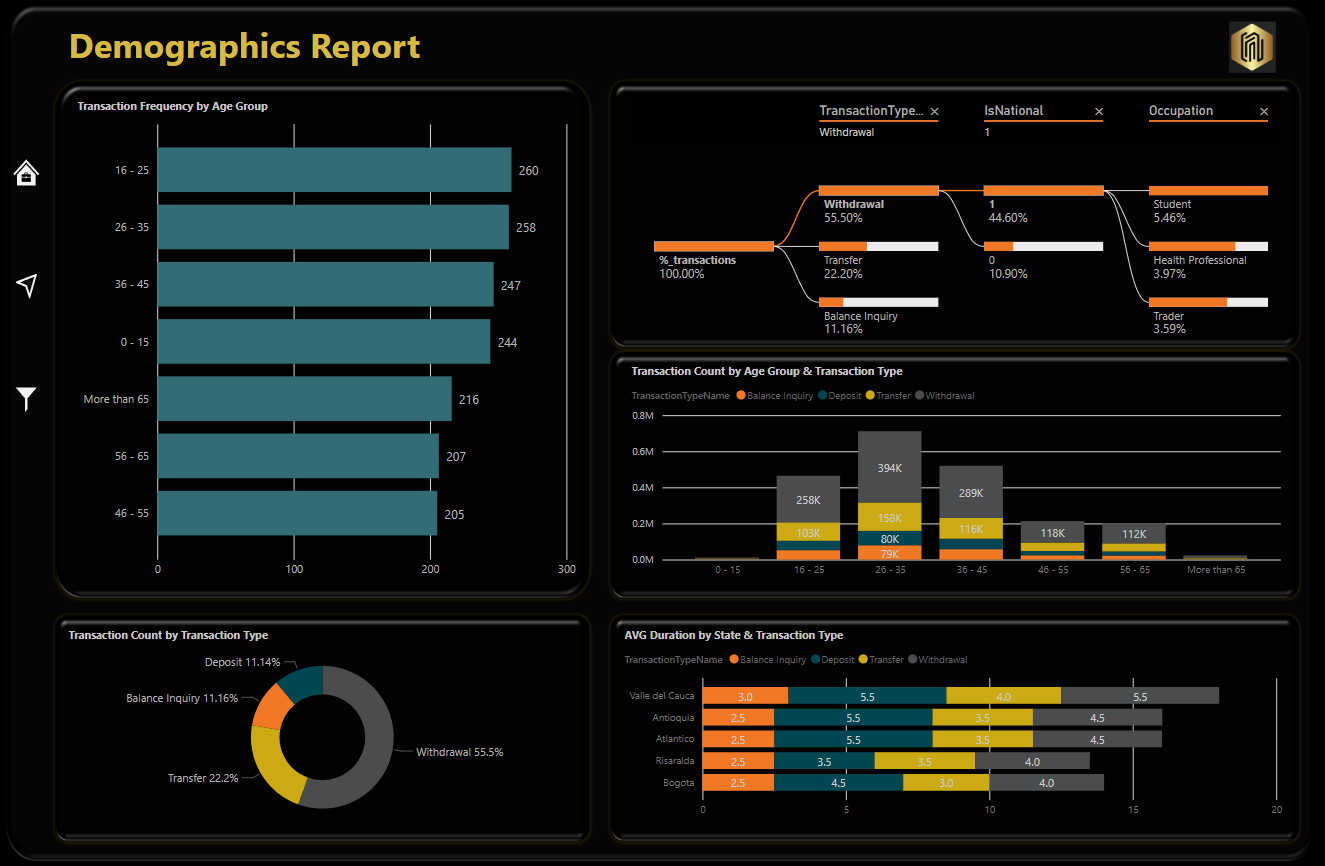 Demographics Report
Transaction Frequency by Age Group
16 - 25
260
26 - 35
258
36 - 45
247
0 - 15
244
More than 65
216
56 - 65
207
46 - 55
205
0 100 200 300
TransactionType... × IsNational × Occupation ×
Withdrawal 1
%_transactions
100.00%
Withdrawal
55.50%
Transfer
22.20%
Balance Inquiry
11.16%
1
44.60%
0
10.90%
Student
5.46%
Health Professional
3.97%
Trader
3.59%
Transaction Count by Age Group & Transaction Type
TransactionTypeName Balance Inquiry Deposit Transfer Withdrawal
0.8M
0.6M
0.4M
0.2M
0.0M
258K
103K
394K
158K
80K
79K
289K
116K
118K
112K
0 - 15 16 - 25 26 - 35 36 - 45 46 - 55 56 - 65 More than 65
Transaction Count by Transaction Type
Deposit 11.14%
Balance Inquiry 11.16%
Withdrawal 55.5%
Transfer 22.2%
AVG Duration by State & Transaction Type
TransactionTypeName Balance Inquiry Deposit Transfer Withdrawal
Valle del Cauca 3.0 5.5 4.0 5.5
Antioquia 2.5 5.5 3.5 4.5
Atlantico 2.5 5.5 3.5 4.5
Risaralda 2.5 3.5 3.5 4.0
Bogota 2.5 4.5 3.0 4.0
0 5 10 15 20